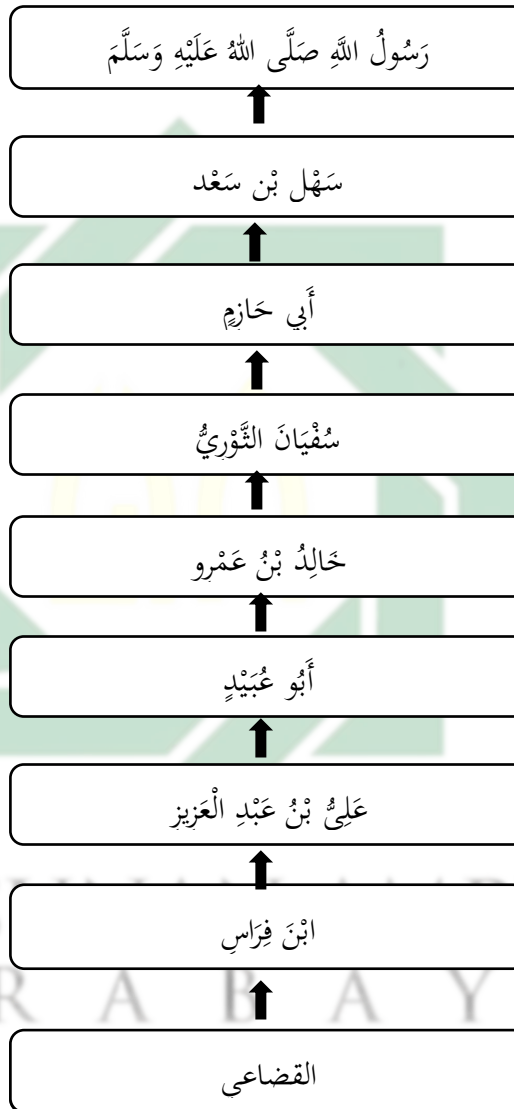 رَسُولُ اللَّهِ صَلَّى اللهُ عَلَيْهِ وَسَلَّمَ
سَهْل بْن سَعْد
أَبِي حَازِمٍ
سُفْيَانَ الثَّوْرِيُّ
خَالِدُ بْنُ عَمْرو
أَبُو عُبَيْدٍ
عَلِىُّ بْنُ عَبْدِ الْعَزِيز
ابْنَ فِرَاسٍ
R A B A Y
القضاعي